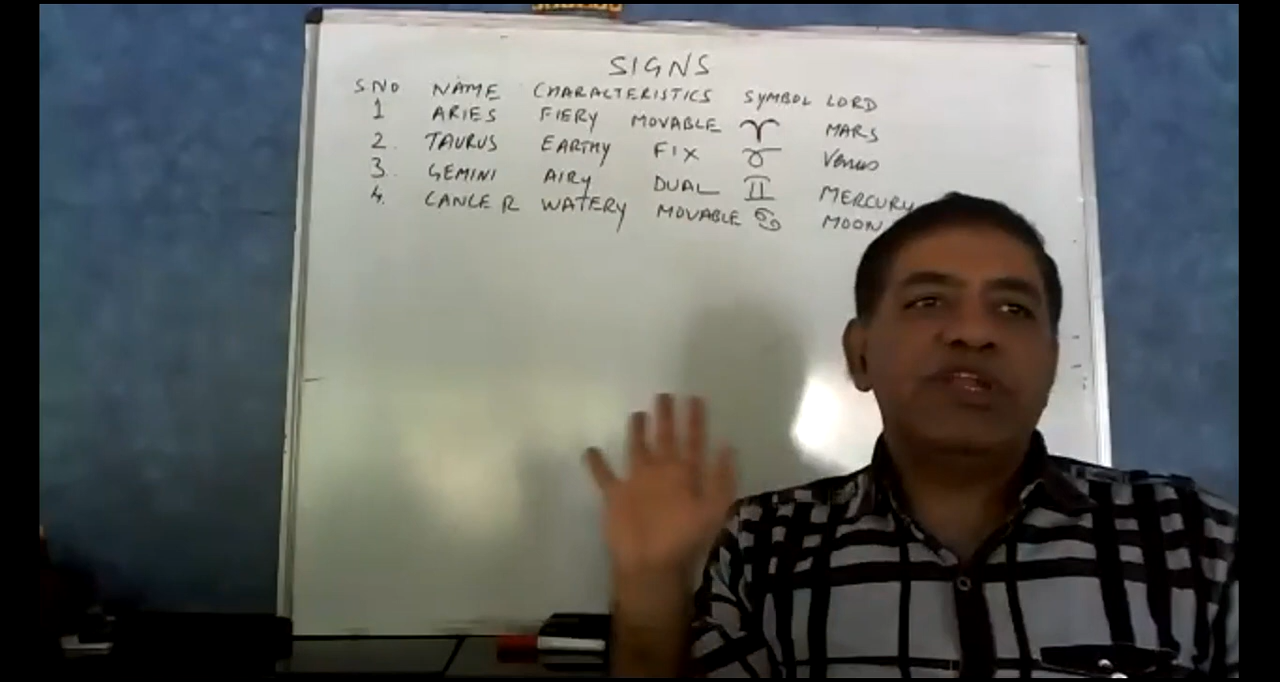 SIGNS
S.NO NAME CHARACTERISTICS SYMBOL LORD
1 ARIES FIERY MOVABLE ♈ MARS
2. TAURUS EARTHY FIX ♉ Venus
3. GEMINI AIRY DUAL ♊ MERCURY
4. CANCER WATERY MOVABLE ♋ MOON